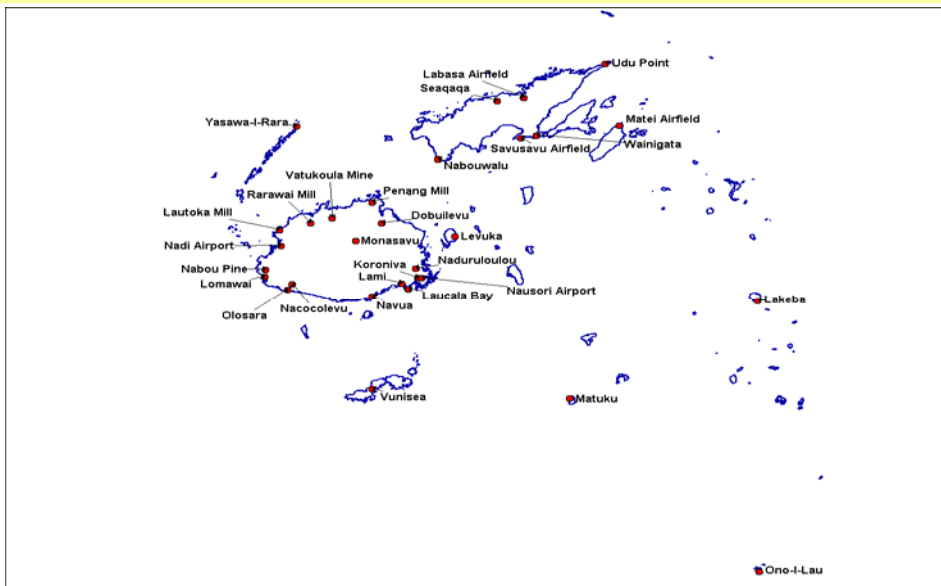 Udu Point
Labasa Airfield
Seaqaqa
Yasawa-I-Rara
Matei Airfield
Savusavu Airfield
Wainigata
Nabouwalu
Vatukoula Mine
Rarawai Mill
Penang Mill
Lautoka Mill
Dobuilevu
Nadi Airport
Monasavu
Levuka
Nabou Pine
Koroniva
Naduruloulou
Lomawai
Lami
Nausori Airport
Olosara
Nacocolevu
Navua
Laucala Bay
Lakeba
Vunisea
Matuku
Ono-I-Lau